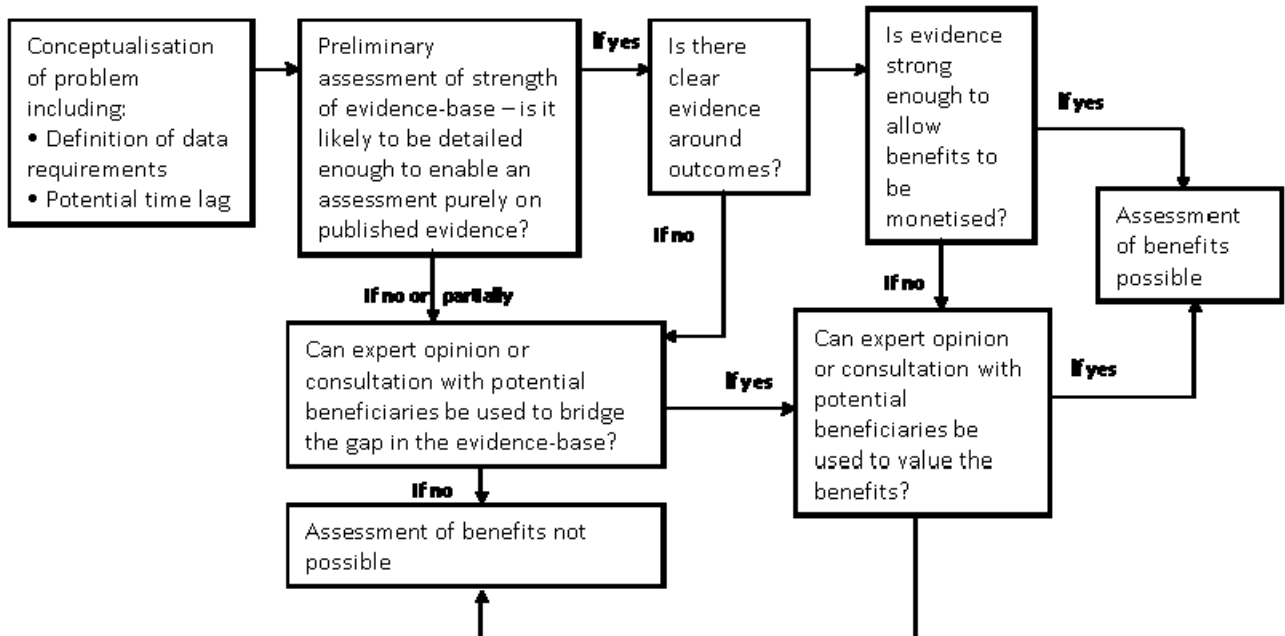 Conceptualisation
of problem
including:
• Definition of data
requirements
• Potential time lag
Preliminary
assessment of strength
of evidence-base – is it
likely to be detailed
enough to enable an
assessment purely on
published evidence?
If yes
Is there
clear
evidence
around
outcomes?
Is evidence
strong
enough to
allow
benefits to
be
monetised?
If yes
Assessment
of benefits
possible
If no or partially
If no
If no
Can expert opinion or
consultation with potential
beneficiaries be used to bridge
the gap in the evidence-base?
If yes
Can expert opinion
or consultation with
potential
beneficiaries be
used to value the
benefits?
If yes
If no
Assessment of benefits not
possible